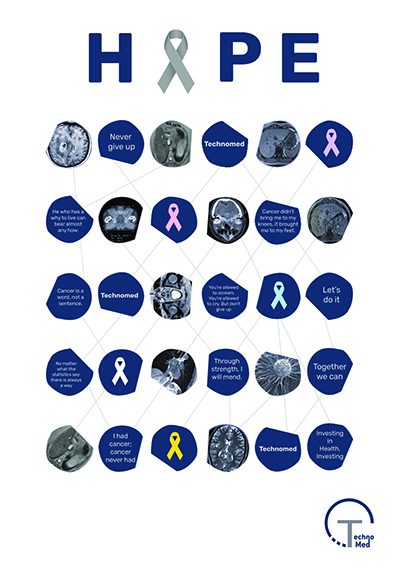 H PE
Never
give up
Technomed
He who has a
why to live can
bear almost
any how.
Cancer didn't
bring me to my
knees, it brought
me to my feet.
Cancer is a
word, not a
sentence.
Technomed
You're allowed
to scream.
You're allowed
to cry. But don't
give up
Let's
do it
No matter
what the
statistics say,
there is always
a way
Through
strength, I
will mend.
Together
we can
I had
cancer;
cancer
never had
Technomed
Investing
in
Health,
Investing
Techno
Med